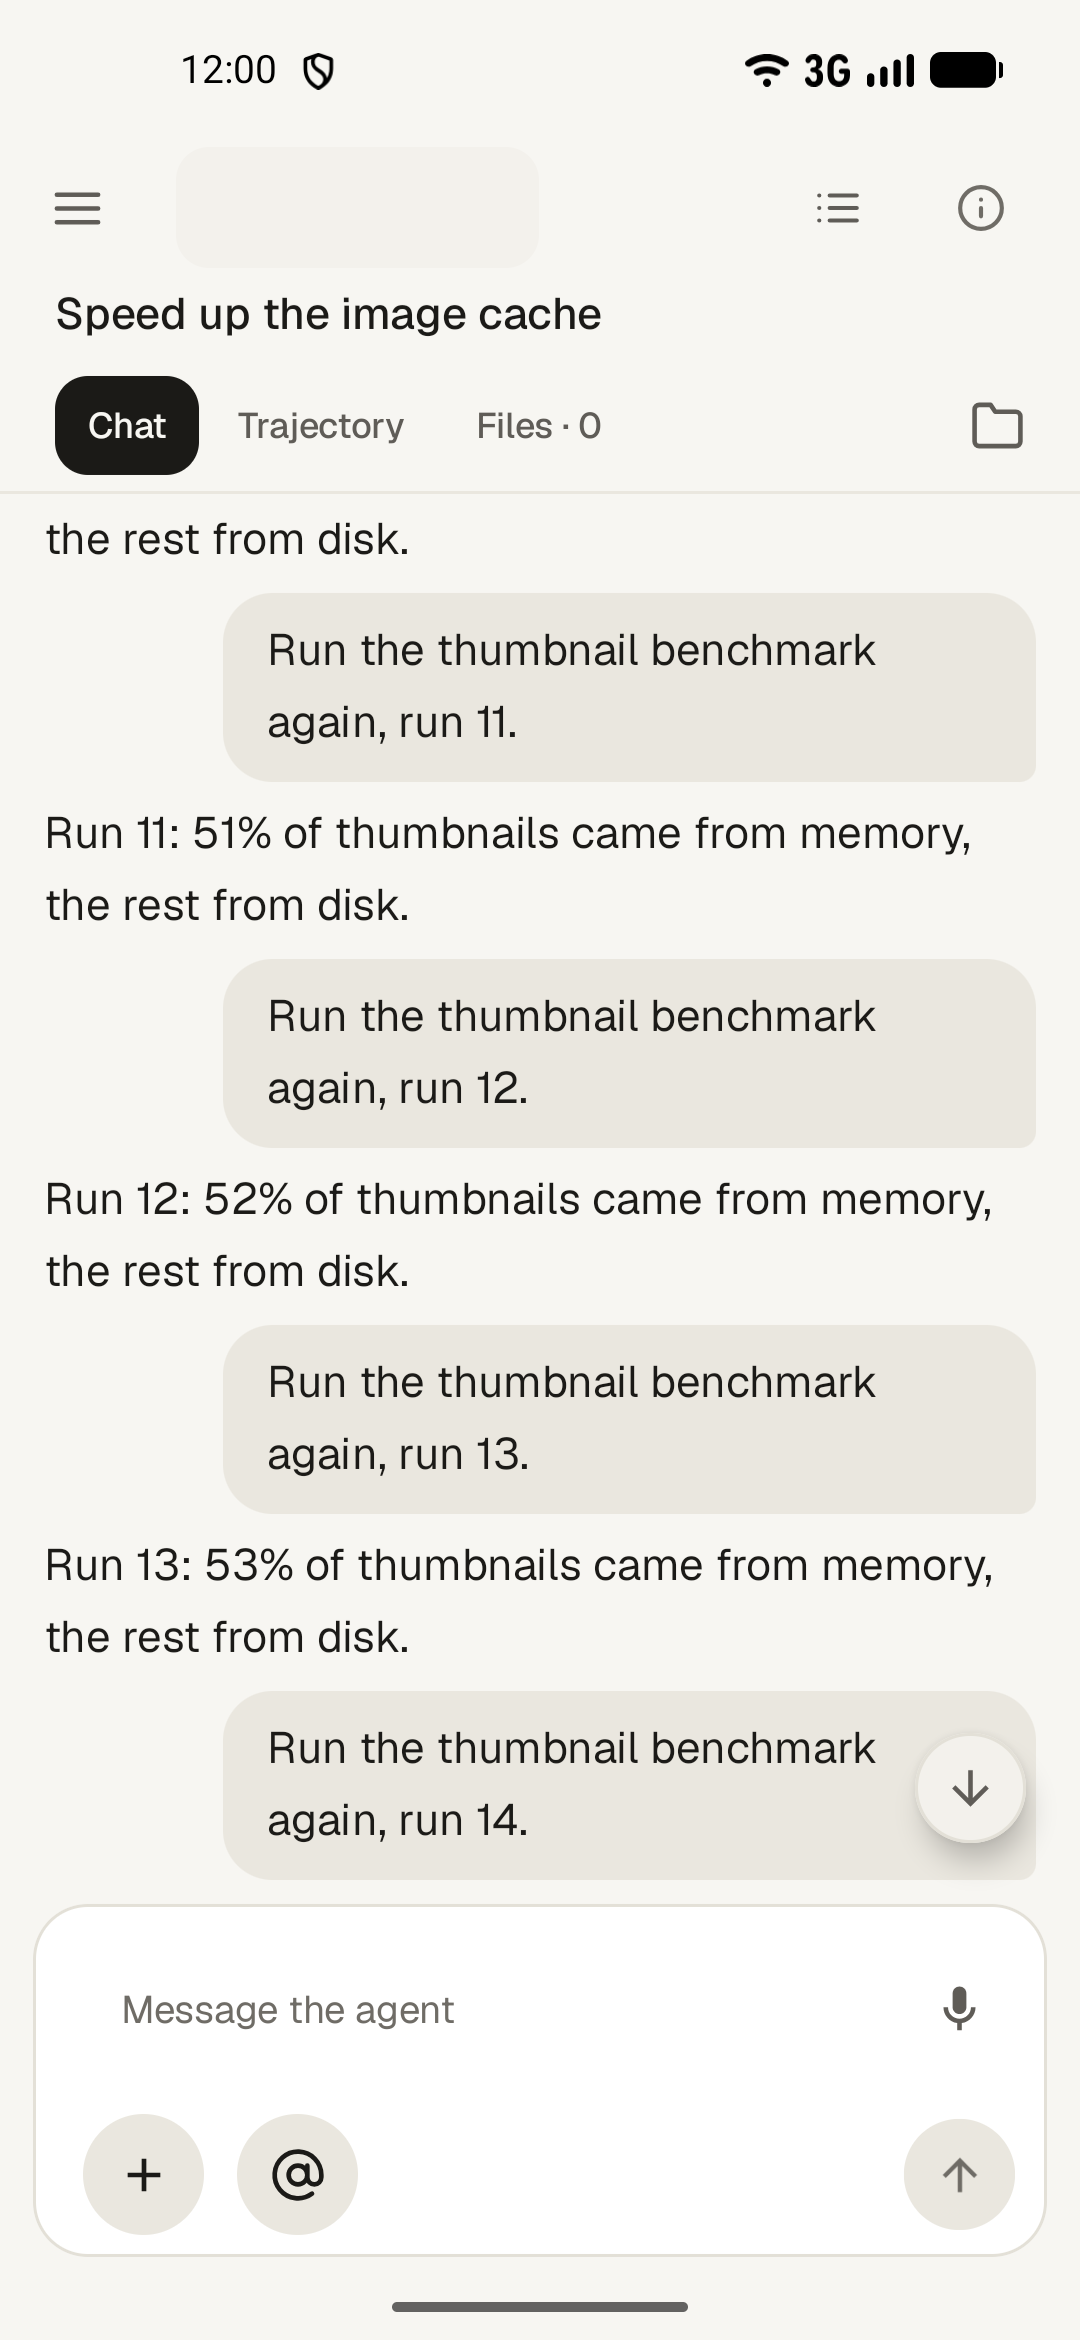 12:00
3G
Speed up the image cache
Chat
Trajectory
Files · 0
the rest from disk.
Run the thumbnail benchmark
again, run 11.
Run 11: 51% of thumbnails came from memory,
the rest from disk.
Run the thumbnail benchmark
again, run 12.
Run 12: 52% of thumbnails came from memory,
the rest from disk.
Run the thumbnail benchmark
again, run 13.
Run 13: 53% of thumbnails came from memory,
the rest from disk.
Run the thumbnail benchmark
again, run 14.
Message the agent